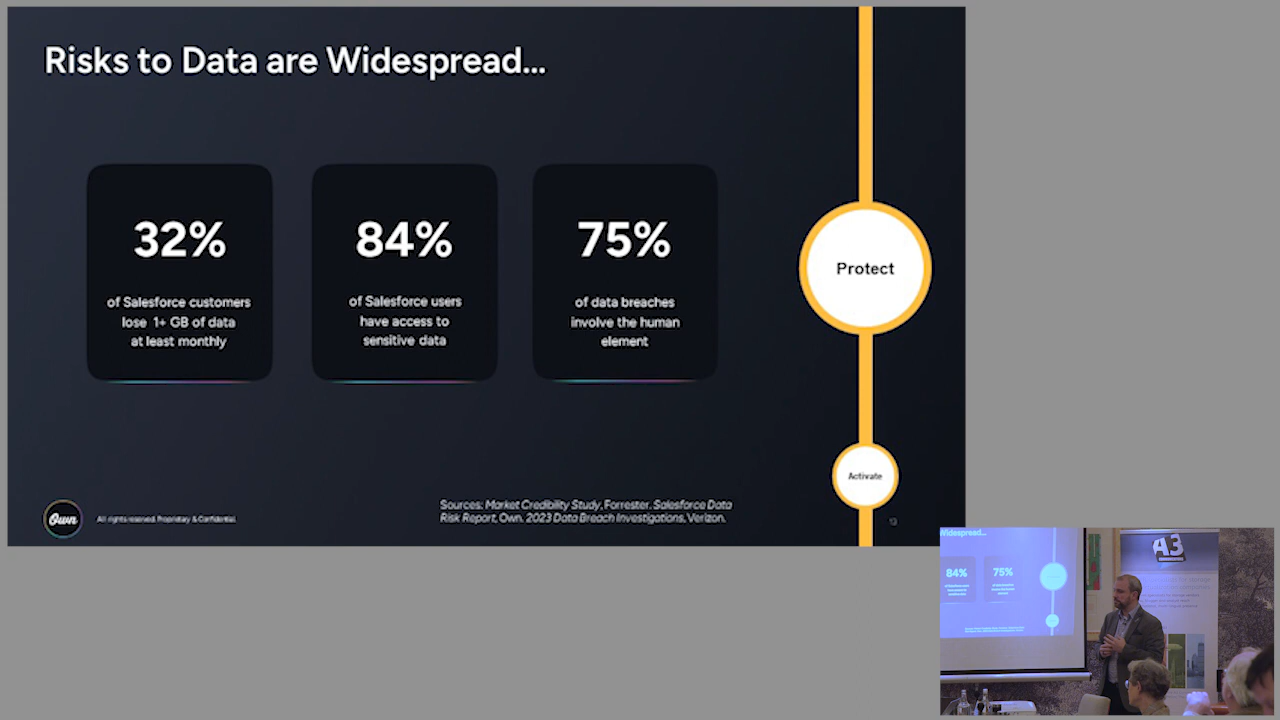 Risks to Data are Widespread...
32%
of Salesforce customers
lose 1+ GB of data
at least monthly
84%
of Salesforce users
have access to
sensitive data
75%
of data breaches
involve the human
element
Protect
Activate
Own
All rights reserved. Proprietary & Confidential.
Sources: Market Credibility Study, Forrester. Salesforce Data
Risk Report, Own. 2023 Data Breach Investigations, Verizon.
13
Widespread...
84%
75%
A3